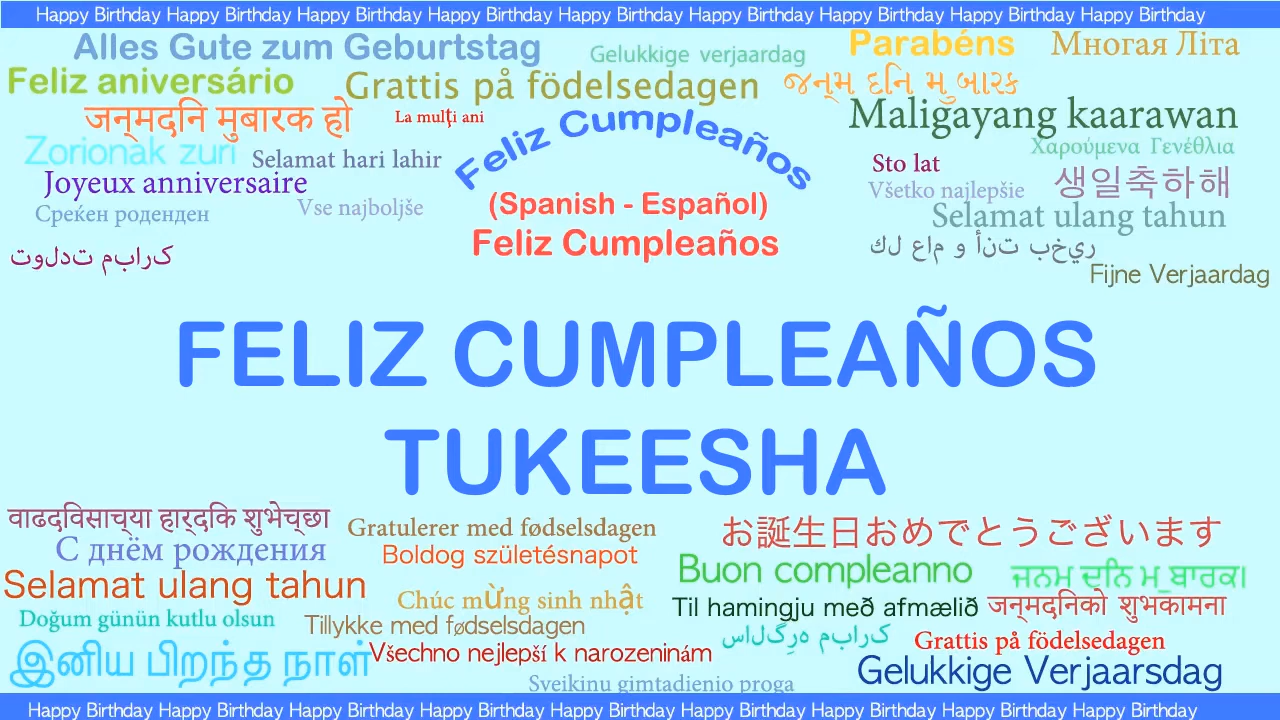 Happy Birthday Happy Birthday Happy Birthday Happy Birthday Happy Birthday Happy Birthday Happy Birthday Happy Birthday Happy Birthday
Alles Gute zum Geburtstag
Gelukkige verjaardag
Parabéns
Многая Літа
Feliz aniversário
Grattis på födelsedagen
જન્મ દિન મુબારક
जन्मदिन मुबारक हो
La mulţi ani
Feliz Cumpleaños
Maligayang kaarawan
Zorionak zuri
Selamat hari lahir
Sto lat
Χαρούμενα Γενέθλια
Joyeux anniversaire
(Spanish - Español)
Všetko najlepšie
생일축하해
Срећен роденден
Vse najboljše
Selamat ulang tahun
Feliz Cumpleaños
تولدت مبارک
كل عام و أنت بخير
Fijne Verjaardag
FELIZ CUMPLEAÑOS
TUKEESHA
वाढदिवसाच्या हार्दिक शुभेच्छा
Gratulerer med fødselsdagen
お誕生日おめでとうございます
С днём рождения
Boldog születésnapot
Buon compleanno
ਜਨਮ ਦਿਨ ਮੁਬਾਰਕ।
Selamat ulang tahun
Chúc mừng sinh nhật
Til hamingju með afmælið
जन्मदिनको शुभकामना
Doğum günün kutlu olsun
Tillykke med fødselsdagen
سالگرہ مبارک
Grattis på födelsedagen
இனிய பிறந்த நாள்
Všechno nejlepší k narozeninám
Gelukkige Verjaarsdag
Sveikinu gimtadienio proga
Happy Birthday Happy Birthday Happy Birthday Happy Birthday Happy Birthday Happy Birthday Happy Birthday Happy Birthday Happy Birthday